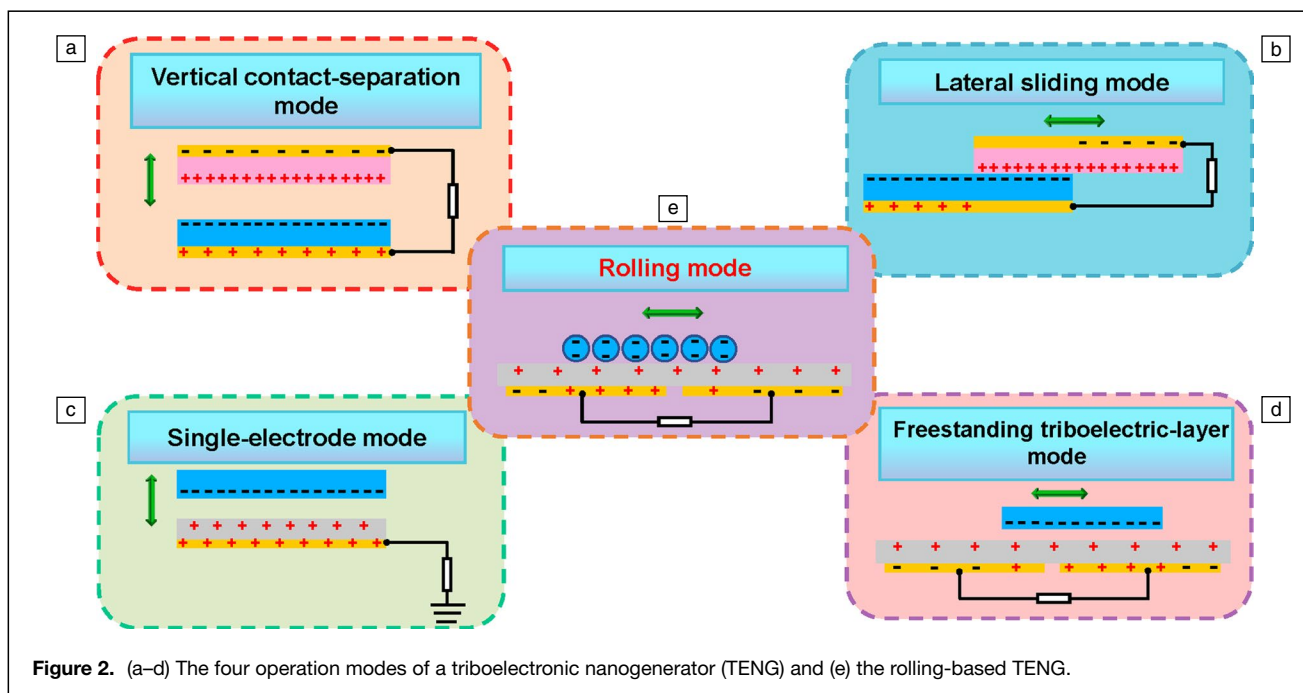 a
Vertical contact-separation
mode
b
Lateral sliding mode
e
Rolling mode
c
Single-electrode mode
d
Freestanding triboelectric-layer
mode
Figure 2. (a–d) The four operation modes of a triboelectronic nanogenerator (TENG) and (e) the rolling-based TENG.